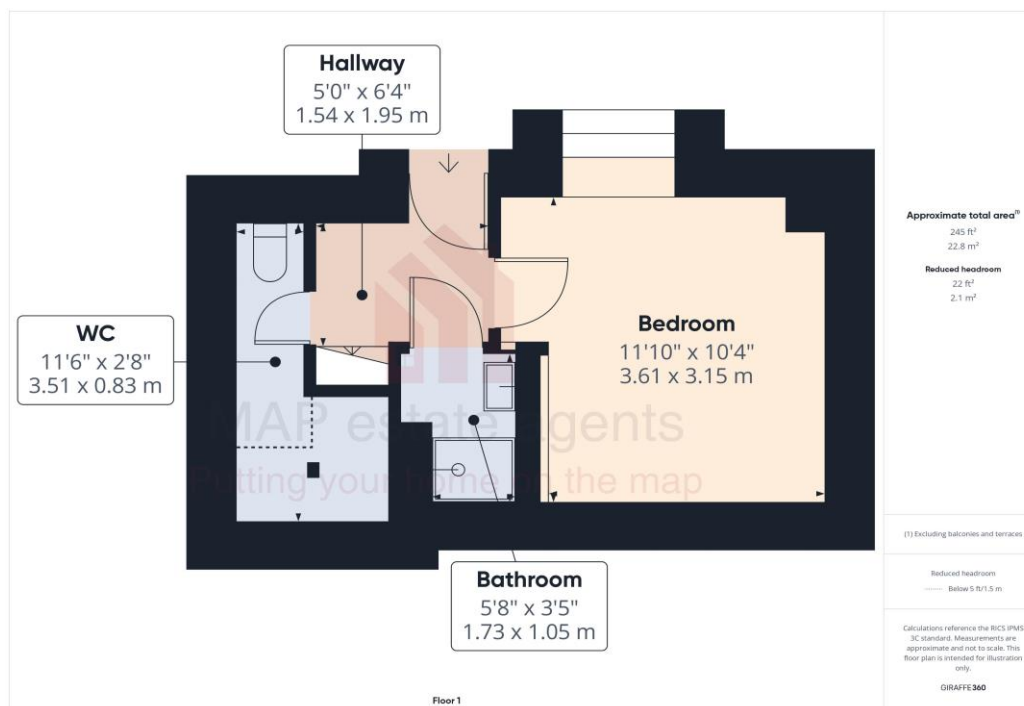 Hallway
5'0" x 6'4"
1.54 x 1.95 m
WC
11'6" x 2'8"
3.51 x 0.83 m
Bedroom
11'10" x 10'4"
3.61 x 3.15 m
MAP estate agents
Putting your home on the map
Bathroom
5'8" x 3'5"
1.73 x 1.05 m
Floor 1
Approximate total area(1)
245 ft²
22.8 m²
Reduced headroom
22 ft²
2.1 m²
(1) Excluding balconies and terraces
Reduced headroom
Below 5 ft/1.5 m
Calculations reference the RICS IPMS
3C standard. Measurements are
approximate and not to scale. This
floor plan is intended for illustration
only.
GIRAFFE360